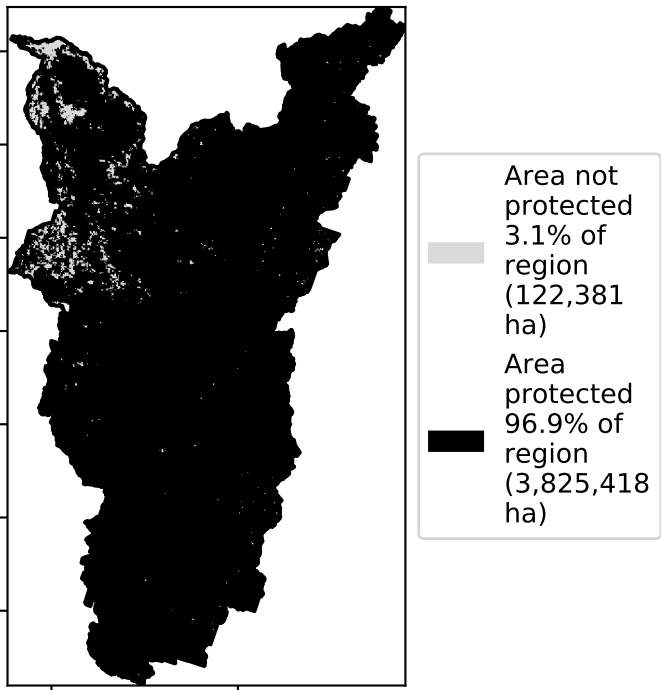 Area not
protected
3.1% of
region
(122,381
ha)
Area
protected
96.9% of
region
(3,825,418
ha)